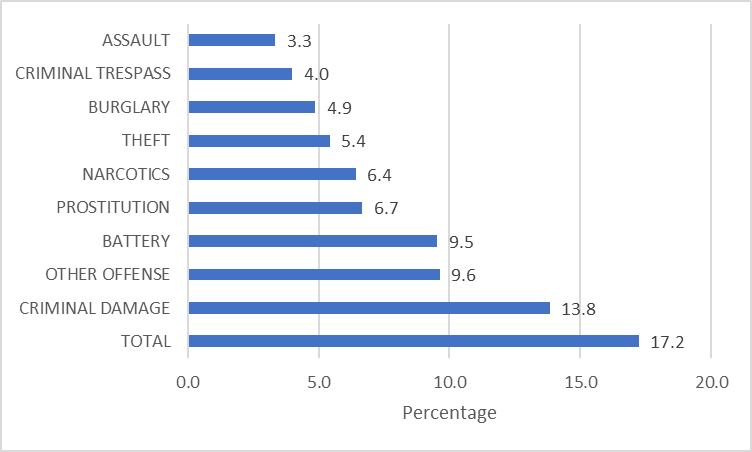 ASSAULT 3.3
CRIMINAL TRESPASS 4.0
BURGLARY 4.9
THEFT 5.4
NARCOTICS 6.4
PROSTITUTION 6.7
BATTERY 9.5
OTHER OFFENSE 9.6
CRIMINAL DAMAGE 13.8
TOTAL 17.2
0.0 5.0 10.0 15.0 20.0
Percentage